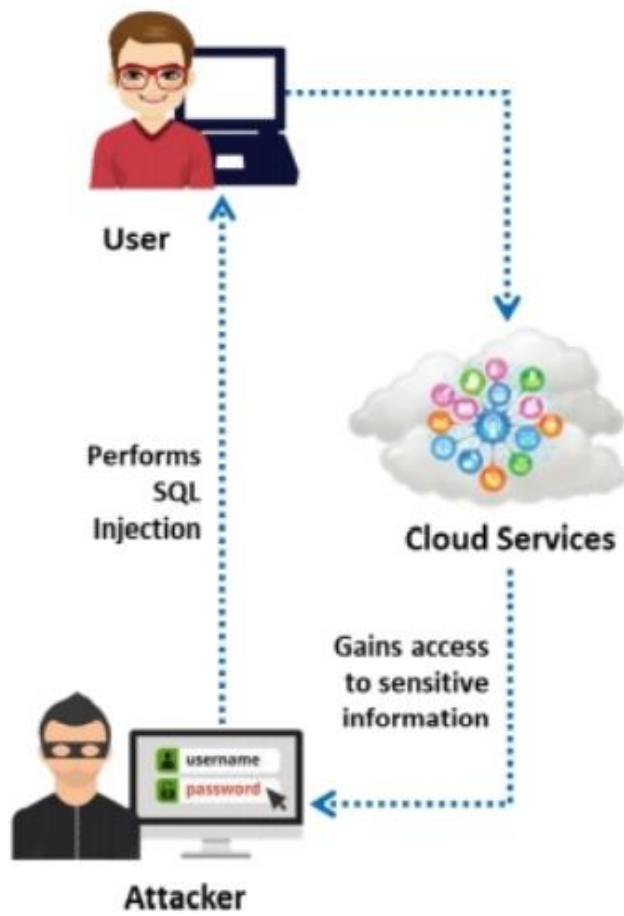 User
Performs
SQL
Injection
Cloud Services
Gains access
to sensitive
information
username
password
Attacker